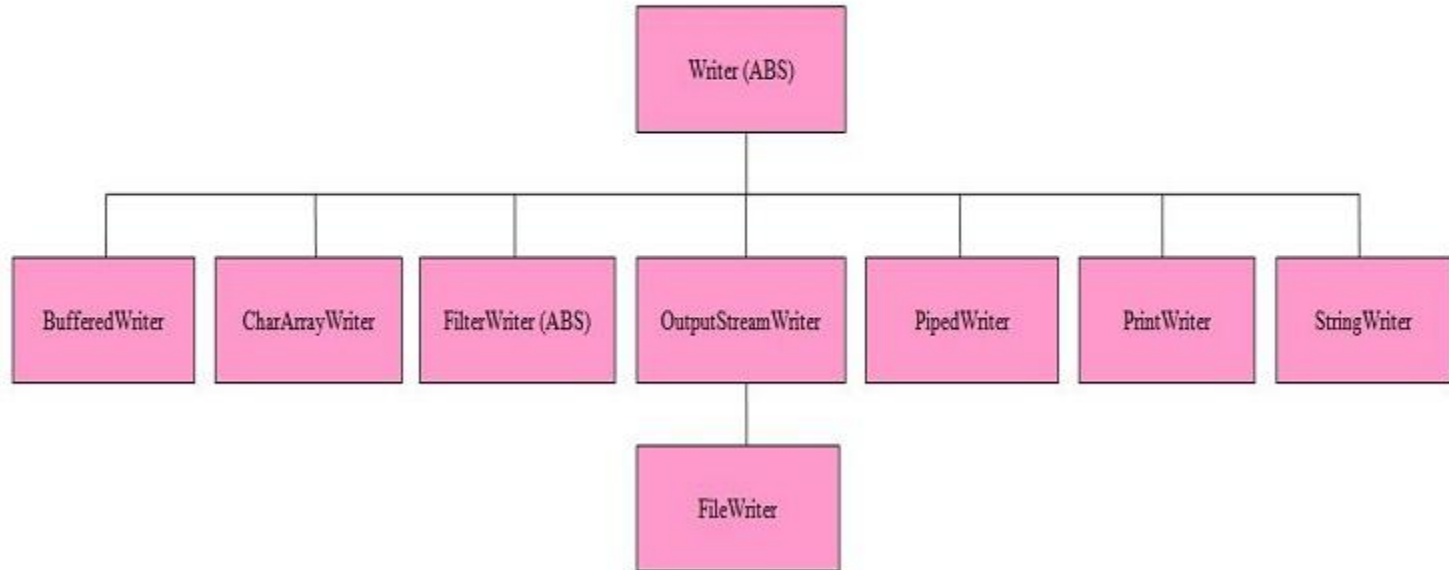 Writer (ABS)
BufferedWriter
CharArrayWriter
FilterWriter (ABS)
OutputStreamWriter
PipedWriter
PrintWriter
StringWriter
FileWriter